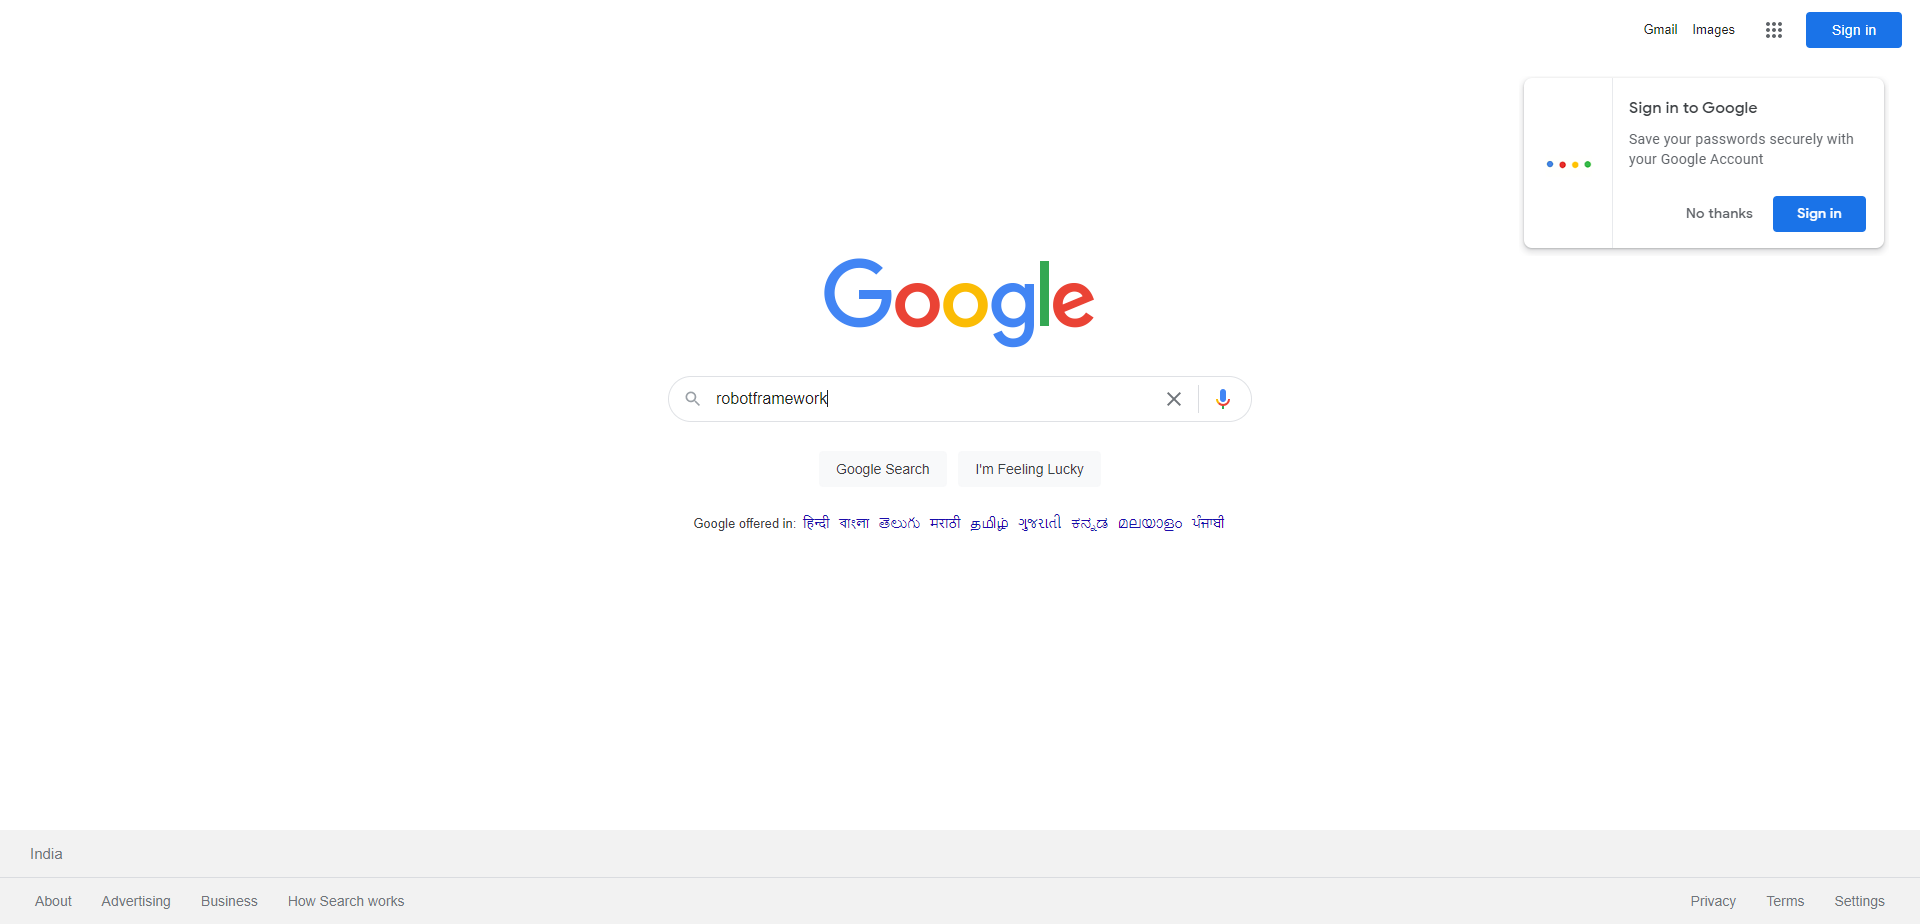 Gmail Images Sign in
Sign in to Google
Save your passwords securely with
your Google Account
No thanks Sign in
Google
robotframework
Google Search I'm Feeling Lucky
Google offered in: हिन्दी বাংলা తెలుగు मराठी தமிழ் ગુજરાતી ಕನ್ನಡ മലയാളം ਪੰਜਾਬੀ
India
About Advertising Business How Search works Privacy Terms Settings